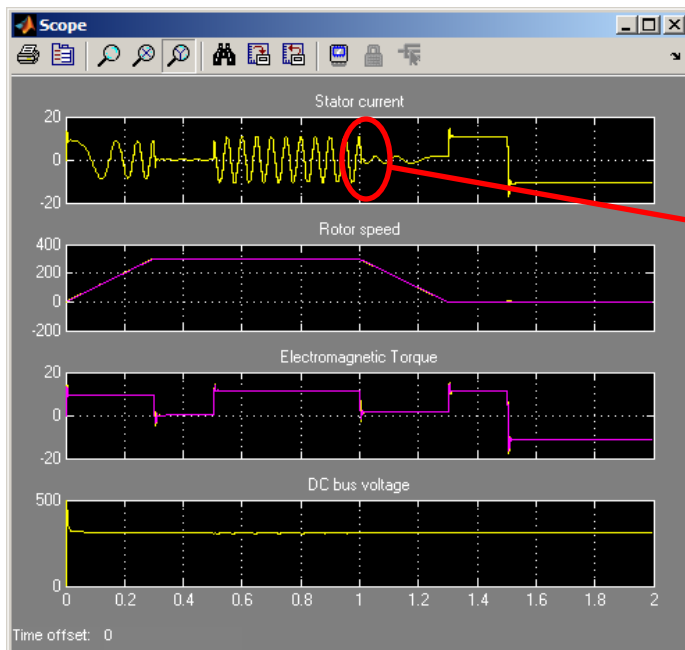 Scope
Stator current
20
0
-20
Rotor speed
400
200
0
-200
Electromagnetic Torque
20
0
-20
DC bus voltage
500
0
0 0.2 0.4 0.6 0.8 1 1.2 1.4 1.6 1.8 2
Time offset: 0